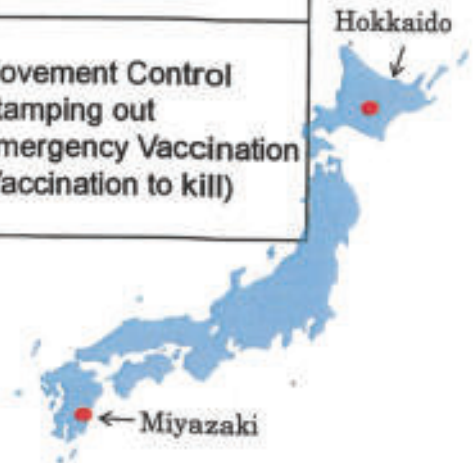 Hokkaido
ovement Control
tamping out
mergency Vaccination
accination to kill)
Miyazaki